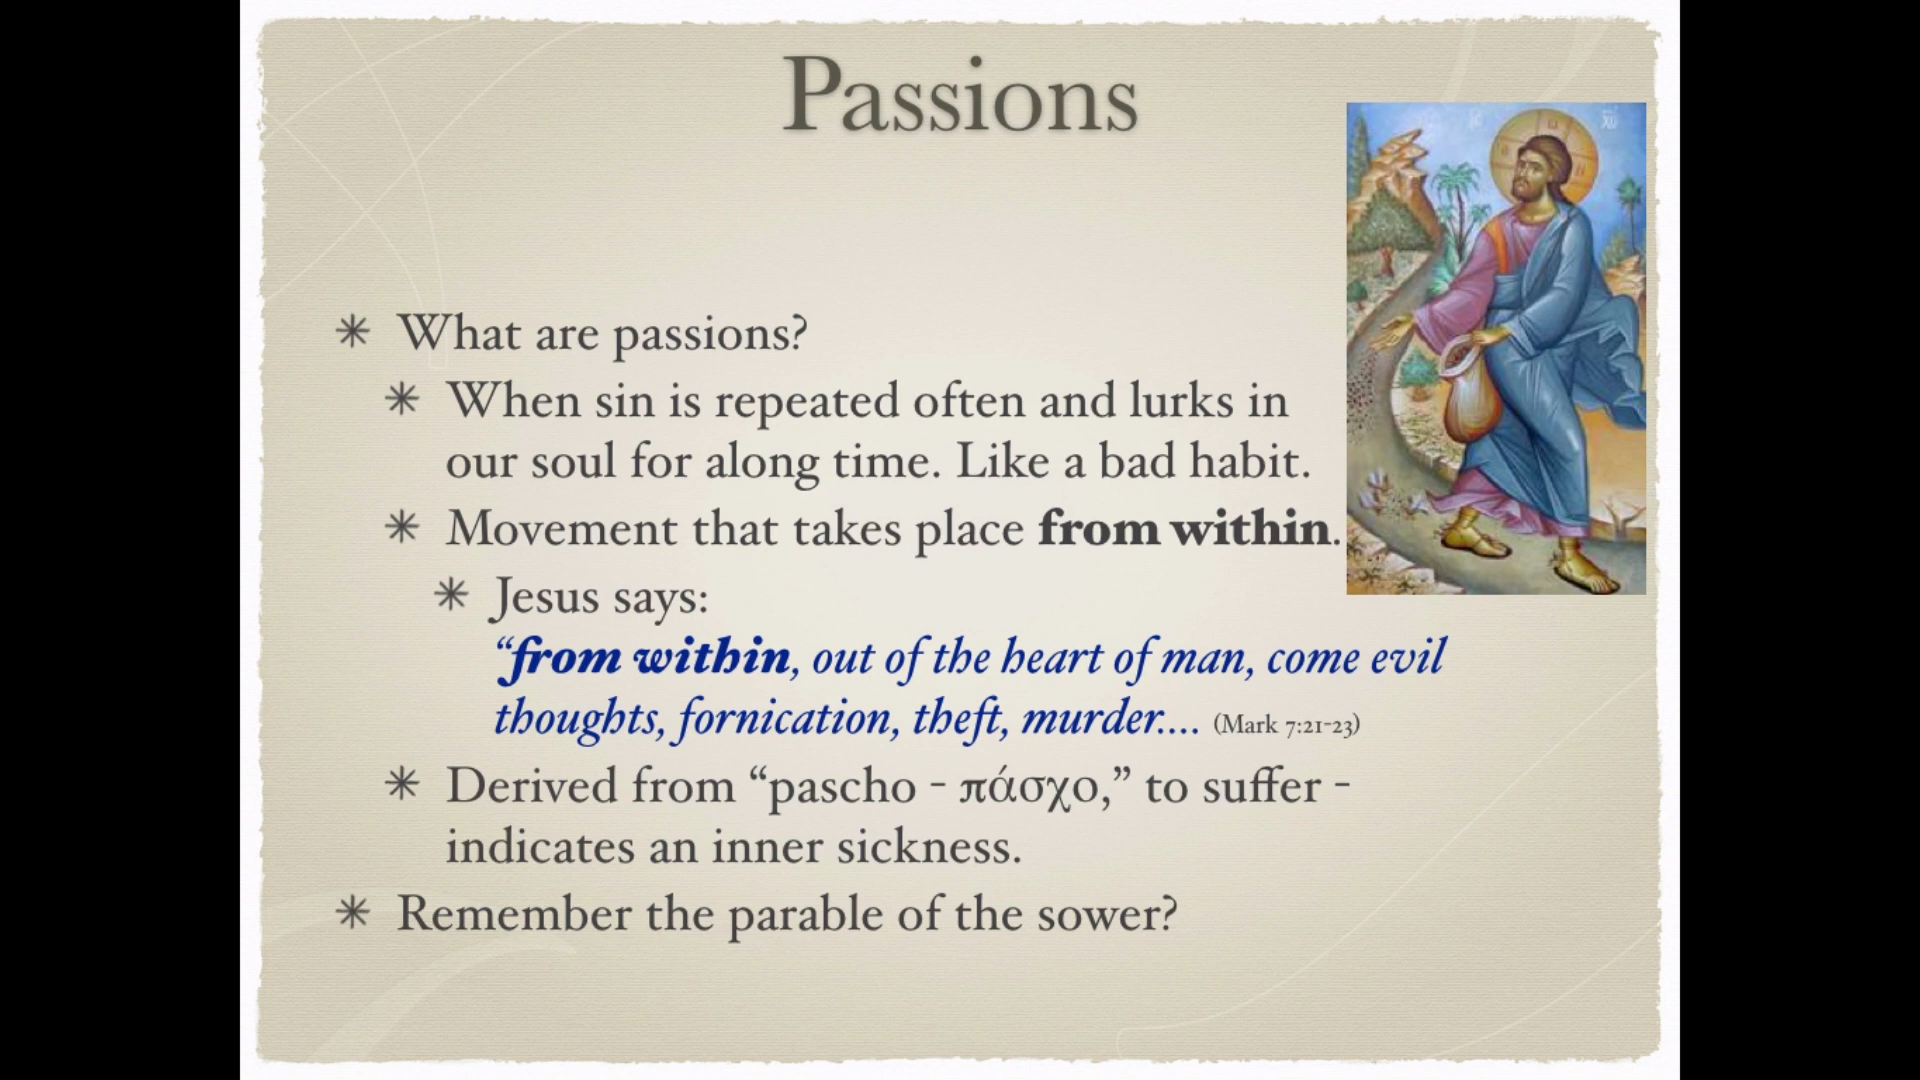 Passions
What are passions?
When sin is repeated often and lurks in
our soul for along time. Like a bad habit.
Movement that takes place from within.
Jesus says:
“from within, out of the heart of man, come evil
thoughts, fornication, theft, murder.... (Mark 7:21-23)
Derived from “pascho - πάσχο,” to suffer -
indicates an inner sickness.
Remember the parable of the sower?